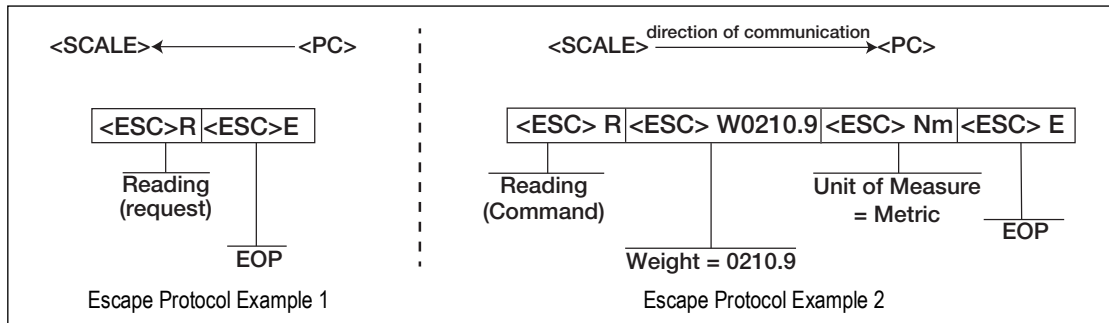 <SCALE> <PC>
<ESC>R <ESC>E
Reading
(request)
EOP
Escape Protocol Example 1
<SCALE> direction of communication <PC>
<ESC> R <ESC> W0210.9 <ESC> Nm <ESC> E
Reading
(Command)
Unit of Measure
= Metric
EOP
Weight = 0210.9
Escape Protocol Example 2